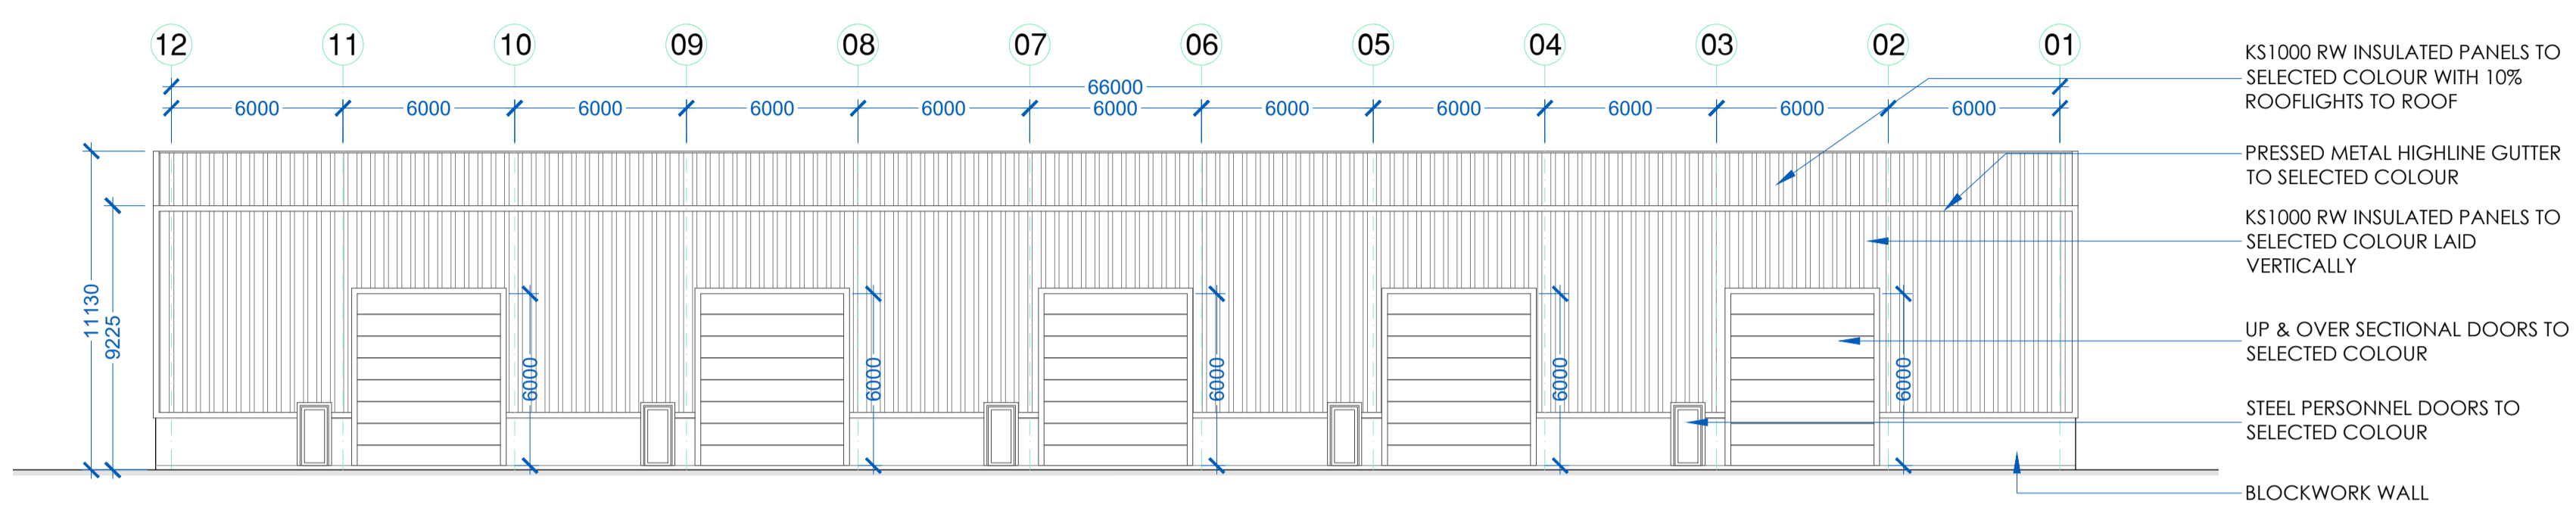 12 11 10 09 08 07 06 05 04 03 02 01
66000
6000 6000 6000 6000 6000 6000 6000 6000 6000 6000 6000
11130
9225
6000 6000 6000 6000 6000
KS1000 RW INSULATED PANELS TO
SELECTED COLOUR WITH 10%
ROOFLIGHTS TO ROOF
PRESSED METAL HIGHLINE GUTTER
TO SELECTED COLOUR
KS1000 RW INSULATED PANELS TO
SELECTED COLOUR LAID
VERTICALLY
UP & OVER SECTIONAL DOORS TO
SELECTED COLOUR
STEEL PERSONNEL DOORS TO
SELECTED COLOUR
BLOCKWORK WALL